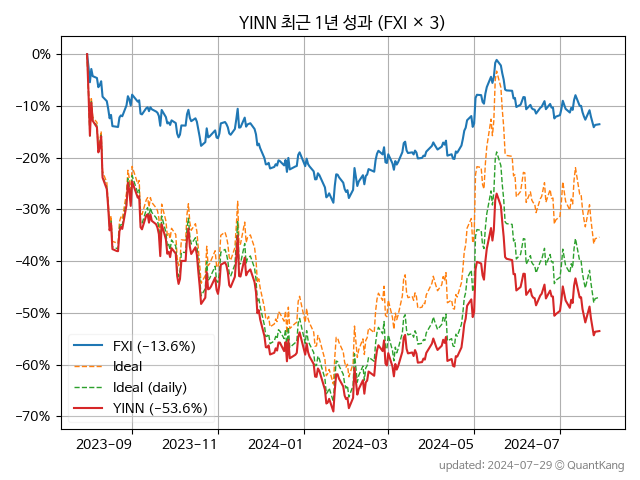 YINN 최근 1년 성과 (FXI × 3)
0%
−10%
−20%
−30%
−40%
−50%
−60%
−70%
FXI (−13.6%)
Ideal
Ideal (daily)
YINN (−53.6%)
2023-09 2023-11 2024-01 2024-03 2024-05 2024-07
updated: 2024-07-29 © QuantKang